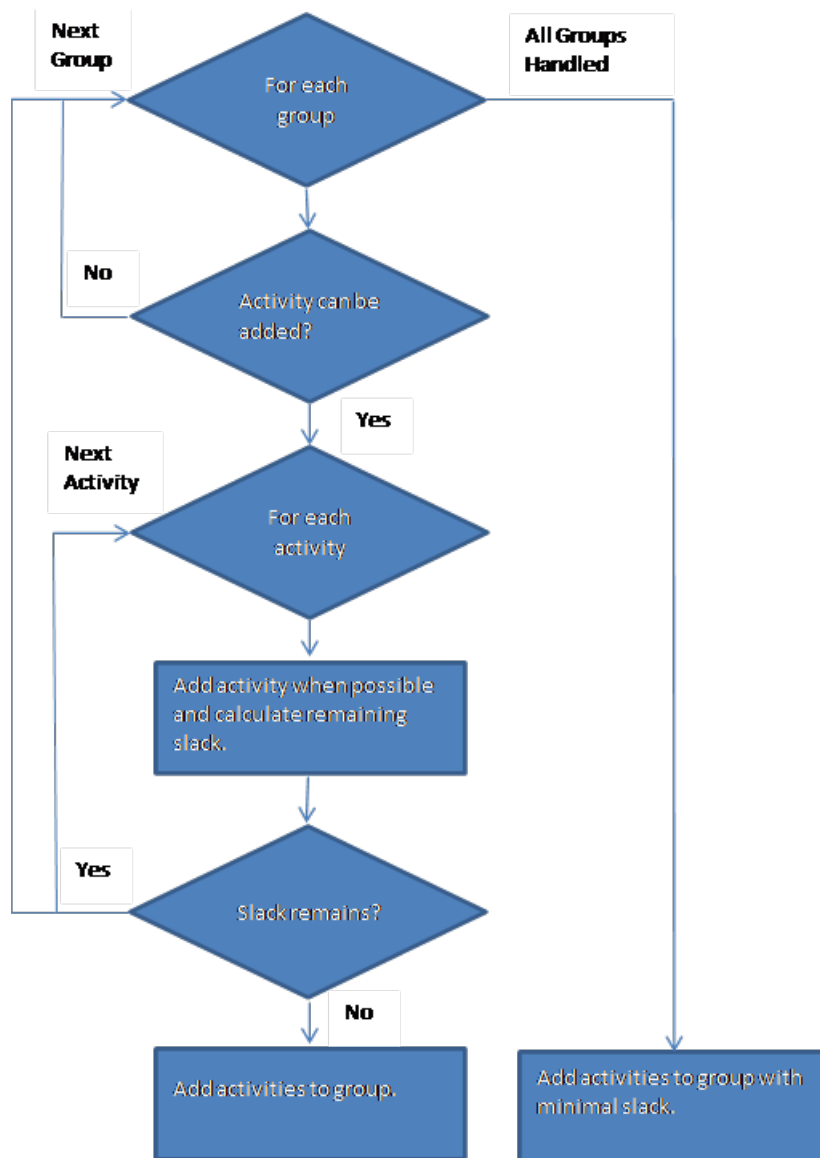 Next
Group
All Groups
Handled
For each
group
No
Activity can be
added?
Yes
Next
Activity
For each
activity
Add activity when possible
and calculate remaining
slack.
Yes
Slack remains?
No
Add activities to group.
Add activities to group with
minimal slack.